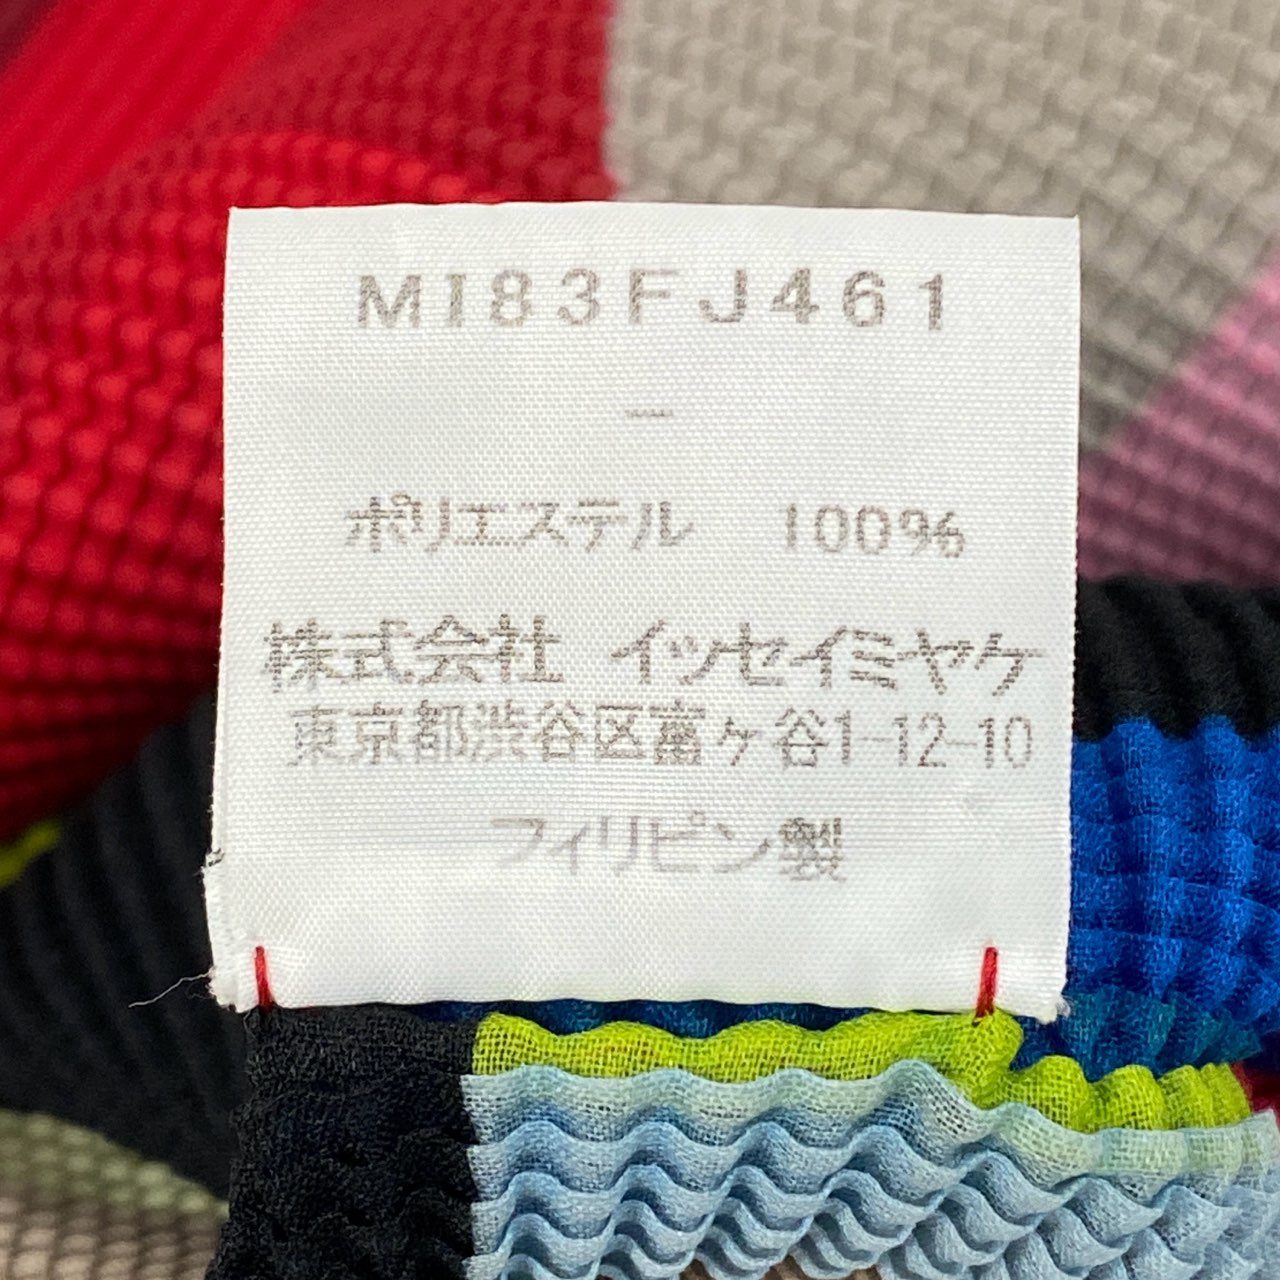 MI83FJ461
—
ポリエステル 100%
株式会社 イッセイミヤケ
東京都渋谷区富ヶ谷1-12-10
フィリピン製